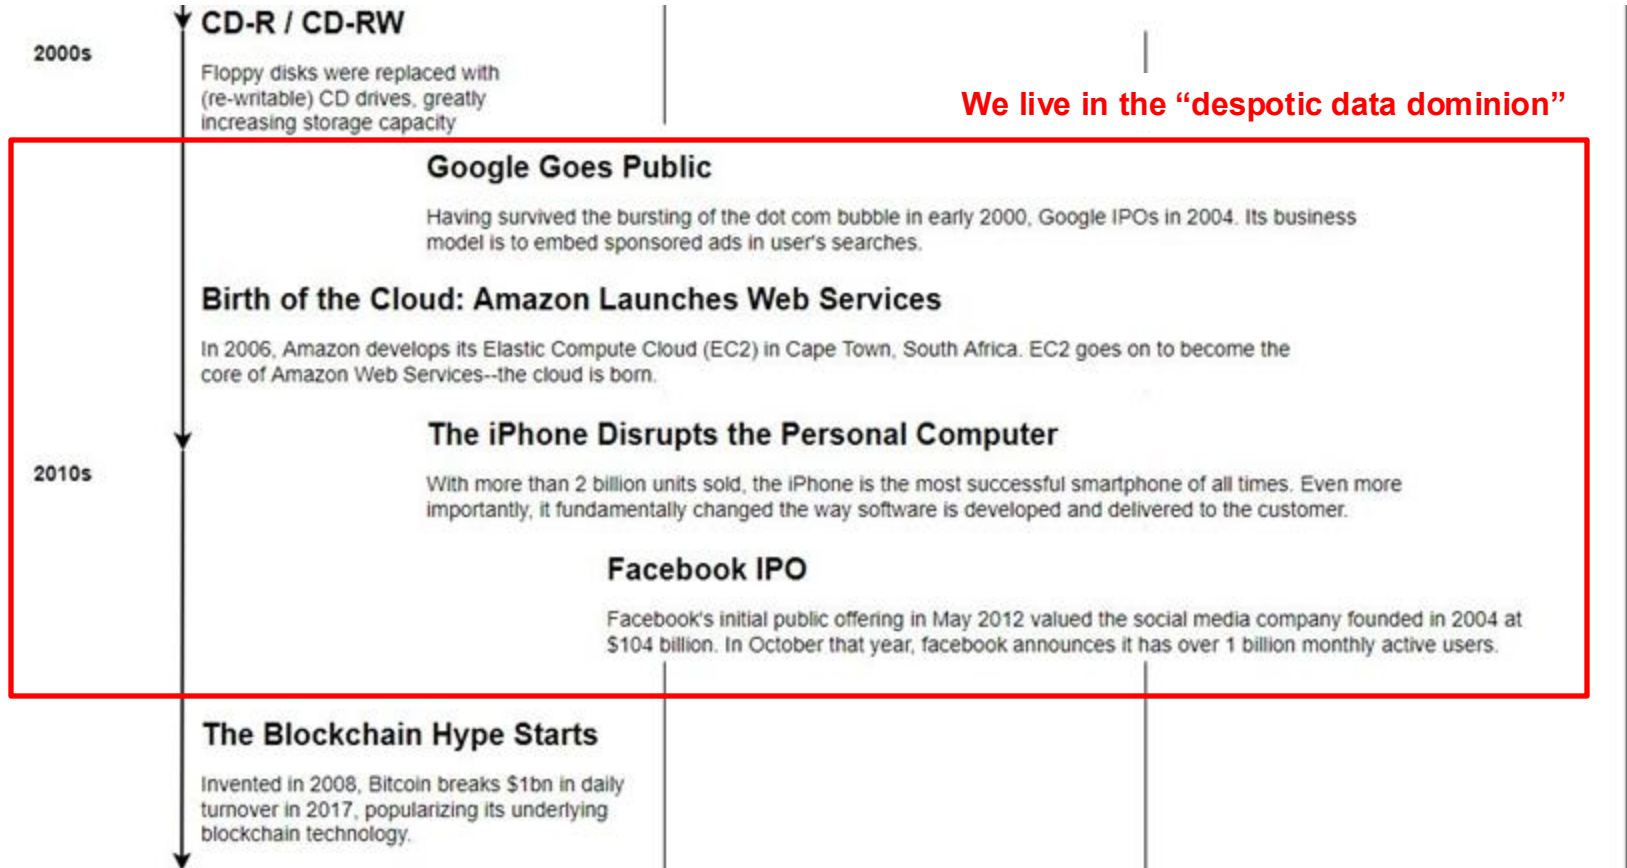 CD-R / CD-RW
2000s
Floppy disks were replaced with
(re-writable) CD drives, greatly
increasing storage capacity
We live in the “despotic data dominion”
Google Goes Public
Having survived the bursting of the dot com bubble in early 2000, Google IPOs in 2004. Its business
model is to embed sponsored ads in user's searches.
Birth of the Cloud: Amazon Launches Web Services
In 2006, Amazon develops its Elastic Compute Cloud (EC2) in Cape Town, South Africa. EC2 goes on to become the
core of Amazon Web Services--the cloud is born.
The iPhone Disrupts the Personal Computer
2010s
With more than 2 billion units sold, the iPhone is the most successful smartphone of all times. Even more
importantly, it fundamentally changed the way software is developed and delivered to the customer.
Facebook IPO
Facebook's initial public offering in May 2012 valued the social media company founded in 2004 at
$104 billion. In October that year, facebook announces it has over 1 billion monthly active users.
The Blockchain Hype Starts
Invented in 2008, Bitcoin breaks $1bn in daily
turnover in 2017, popularizing its underlying
blockchain technology.